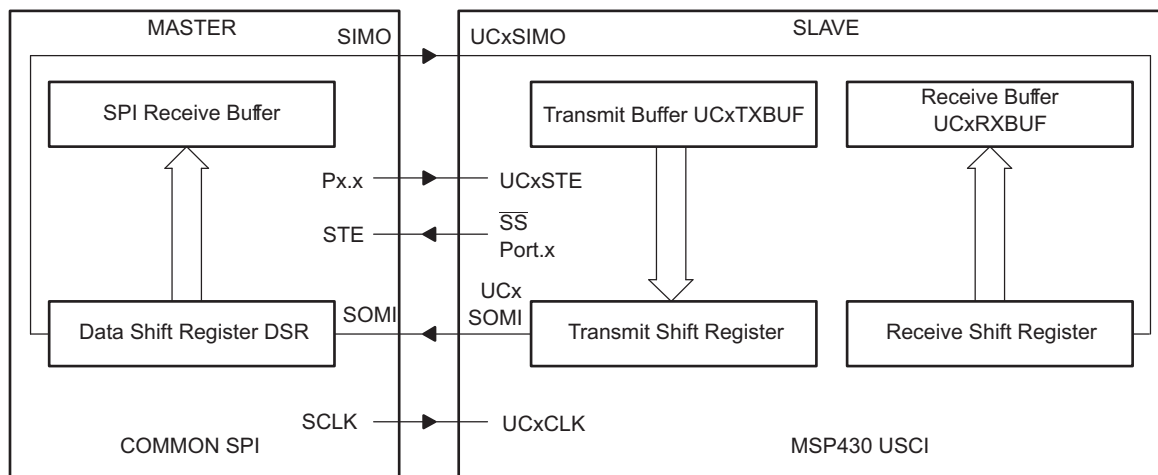 MASTER
SIMO
SPI Receive Buffer
Px.x
STE
Data Shift Register DSR
SOMI
SCLK
COMMON SPI
SLAVE
UCxSIMO
Transmit Buffer UCxTXBUF
Receive Buffer
UCxRXBUF
UCxSTE
SS
Port.x
UCx
SOMI
Transmit Shift Register
Receive Shift Register
UCxCLK
MSP430 USCI